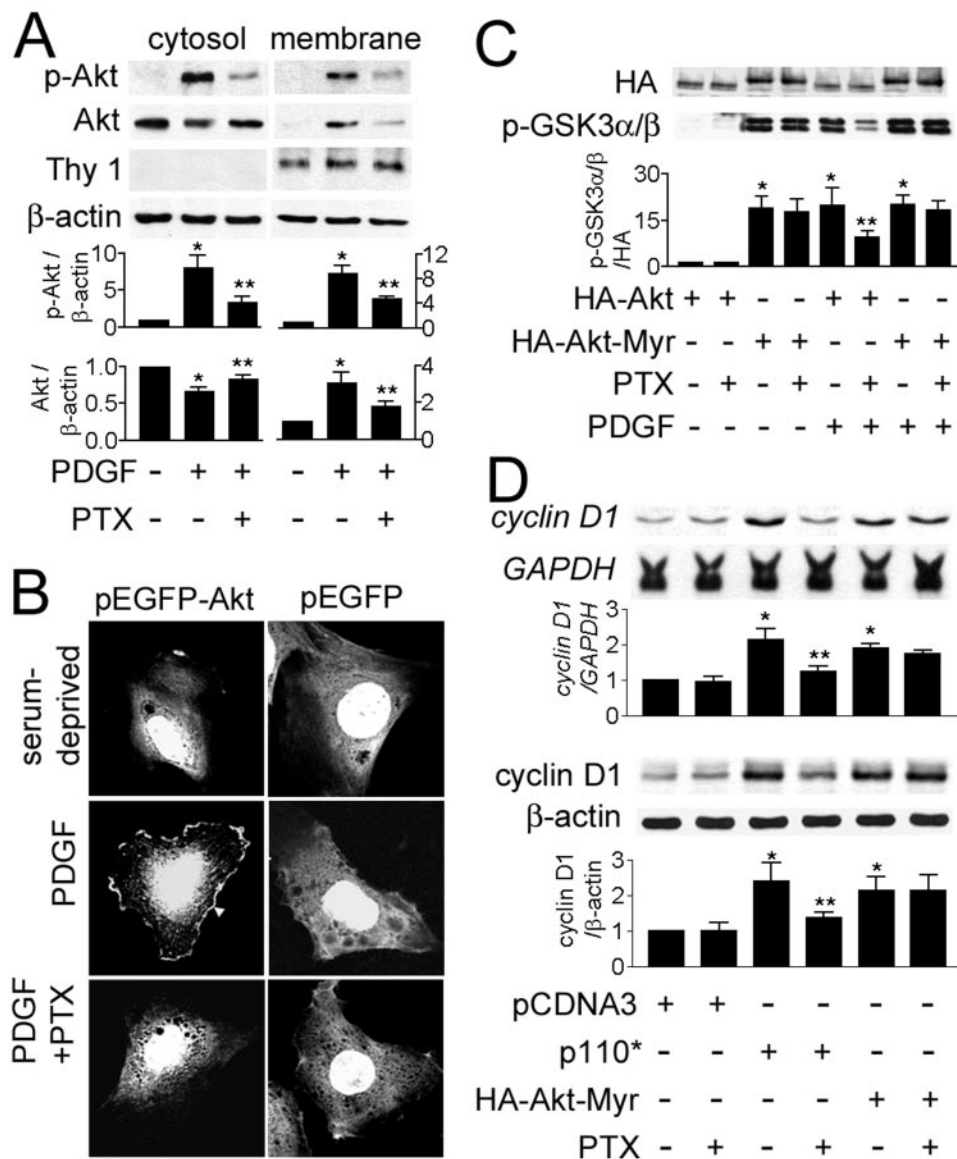 A
cytosol membrane
p-Akt
Akt
Thy 1
β-actin
p-Akt / β-actin
10
5
0
* ** * **
12
8
4
0
Akt / β-actin
1.0
0.5
0.0
* ** * **
4
2
0
PDGF - + + - + +
PTX - - + - - +
B
pEGFP-Akt pEGFP
serum-deprived
PDGF
PDGF +PTX
C
HA
p-GSK3α/β
p-GSK3α/β /HA
30
15
0
* * ** *
HA-Akt + + - - + + - -
HA-Akt-Myr - - + + - - + +
PTX - + - + - + - +
PDGF - - - - + + + +
D
cyclin D1
GAPDH
cyclin D1 /GAPDH
3
2
1
0
* ** *
cyclin D1
β-actin
cyclin D1 /β-actin
3
2
1
0
* ** *
pCDNA3 + + - - - -
p110* - - + + - -
HA-Akt-Myr - - - - + +
PTX - + - + - +